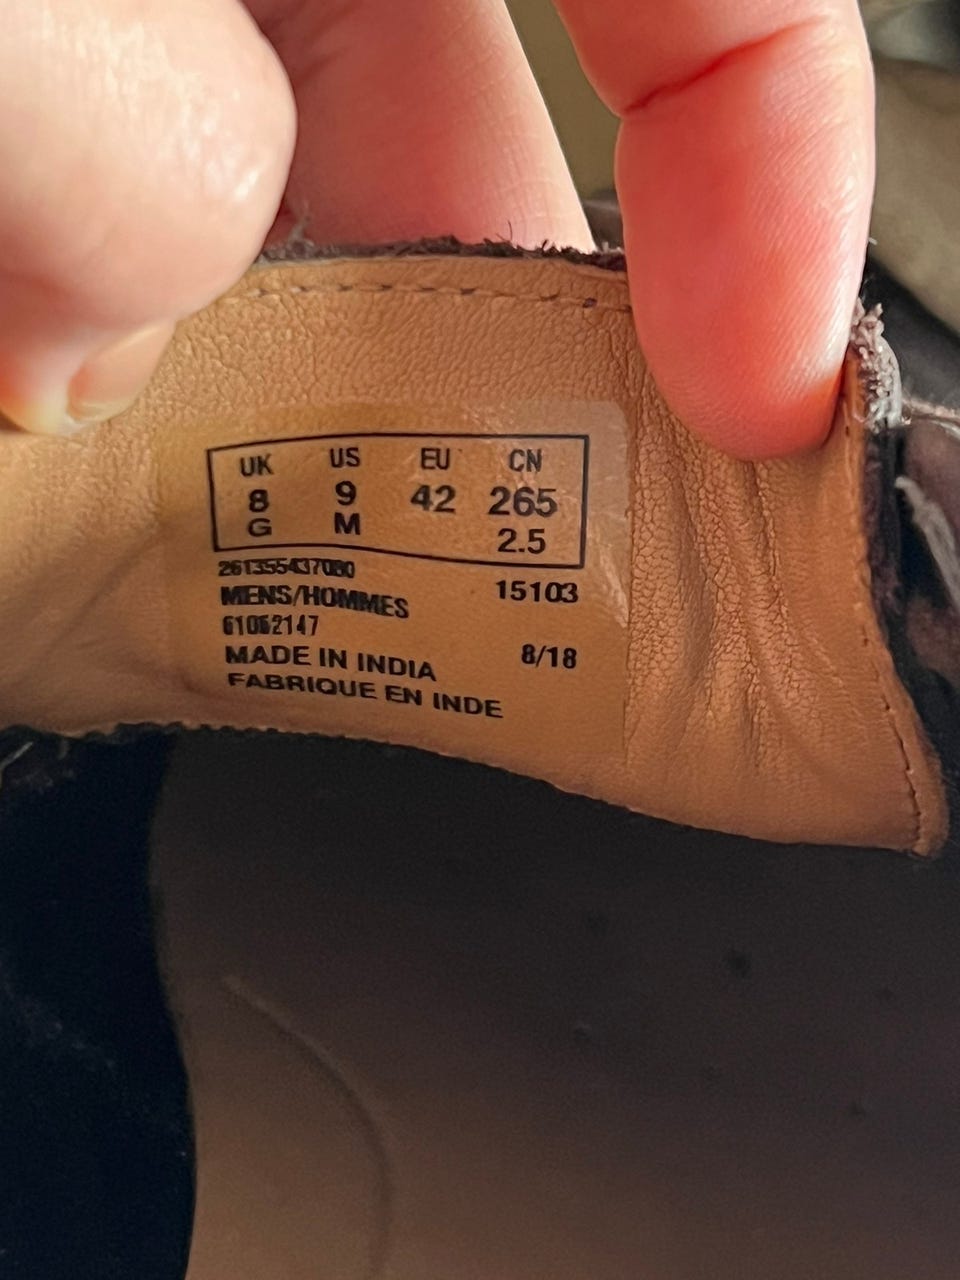 UK US EU CN
8 9 42 265
G M 2.5
261355437080
MENS/HOMMES 15103
61052147
MADE IN INDIA 8/18
FABRIQUE EN INDE